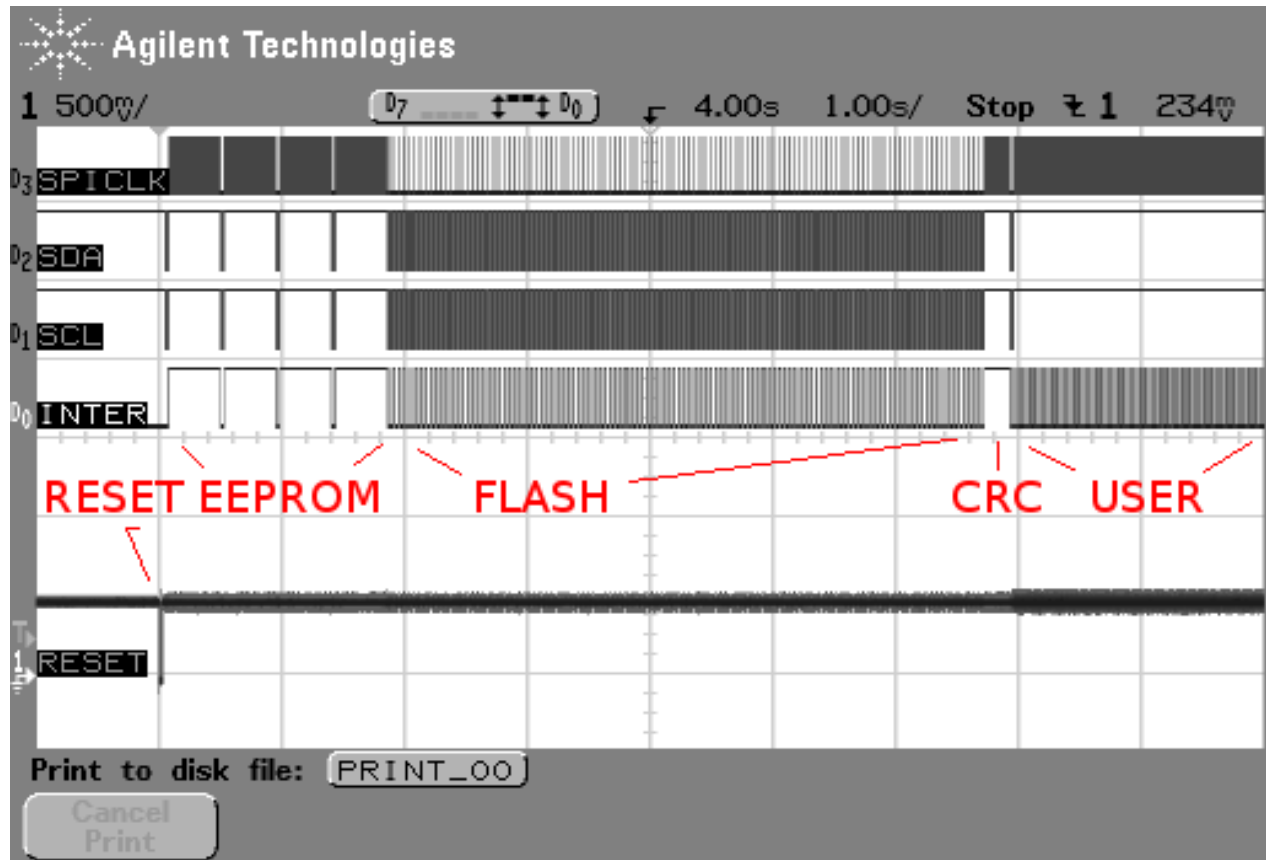 Agilent Technologies
1 500mV/ D7 D0 4.00s 1.00s/ Stop 1 234mV
D3 SPICLK
D2 SDA
D1 SCL
D0 INTER
RESET EEPROM FLASH CRC USER
T
1 RESET
Print to disk file: PRINT_00
Cancel
Print